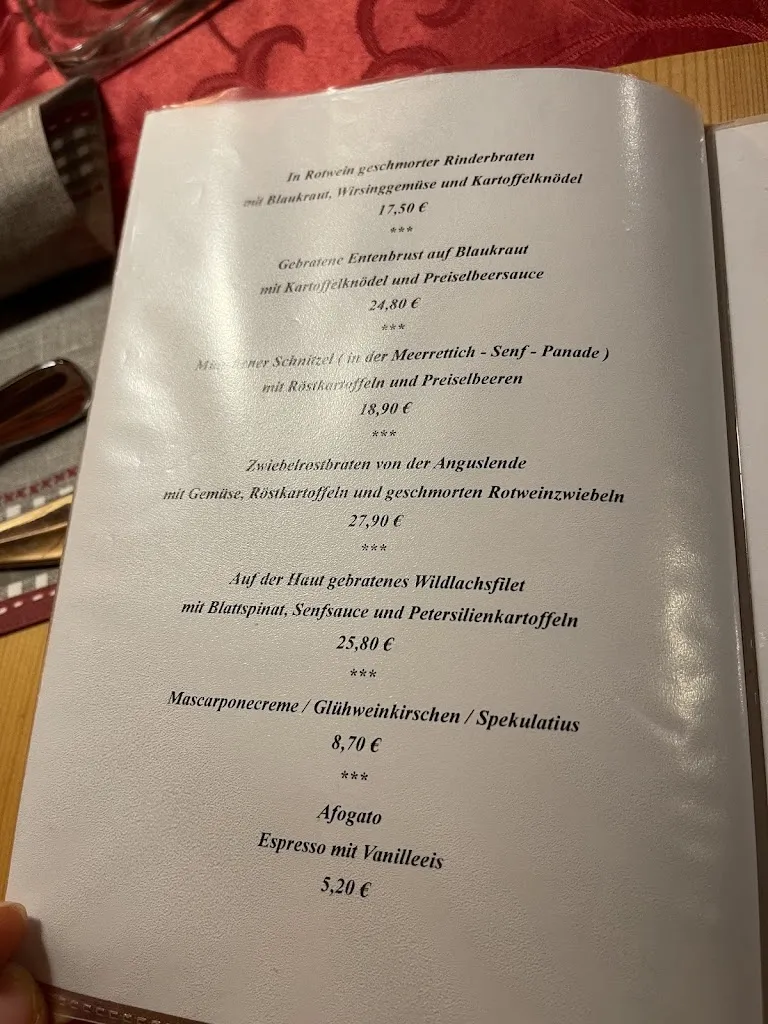 In Rotwein geschmorter Rinderbraten
mit Blaukraut, Wirsinggemüse und Kartoffelknödel
17,50 €
***
Gebratene Entenbrust auf Blaukraut
mit Kartoffelknödel und Preiselbeersauce
24,80 €
***
Schnitzel ( in der Meerrettich - Senf - Panade )
mit Röstkartoffeln und Preiselbeeren
18,90 €
***
Zwiebelrostbraten von der Anguslende
mit Gemüse, Röstkartoffeln und geschmorten Rotweinzwiebeln
27,90 €
***
Auf der Haut gebratenes Wildlachsfilet
mit Blattspinat, Senfsauce und Petersilienkartoffeln
25,80 €
***
Mascarponecreme / Glühweinkirschen / Spekulatius
8,70 €
***
Afogato
Espresso mit Vanilleeis
5,20 €